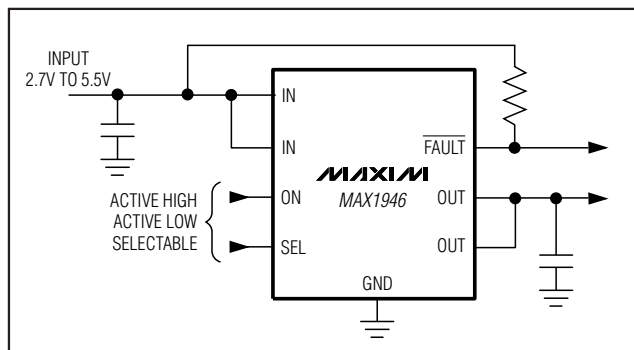 INPUT
2.7V TO 5.5V
IN
IN
FAULT
MAXIM
MAX1946
ACTIVE HIGH
ACTIVE LOW
SELECTABLE
ON
OUT
SEL
OUT
GND